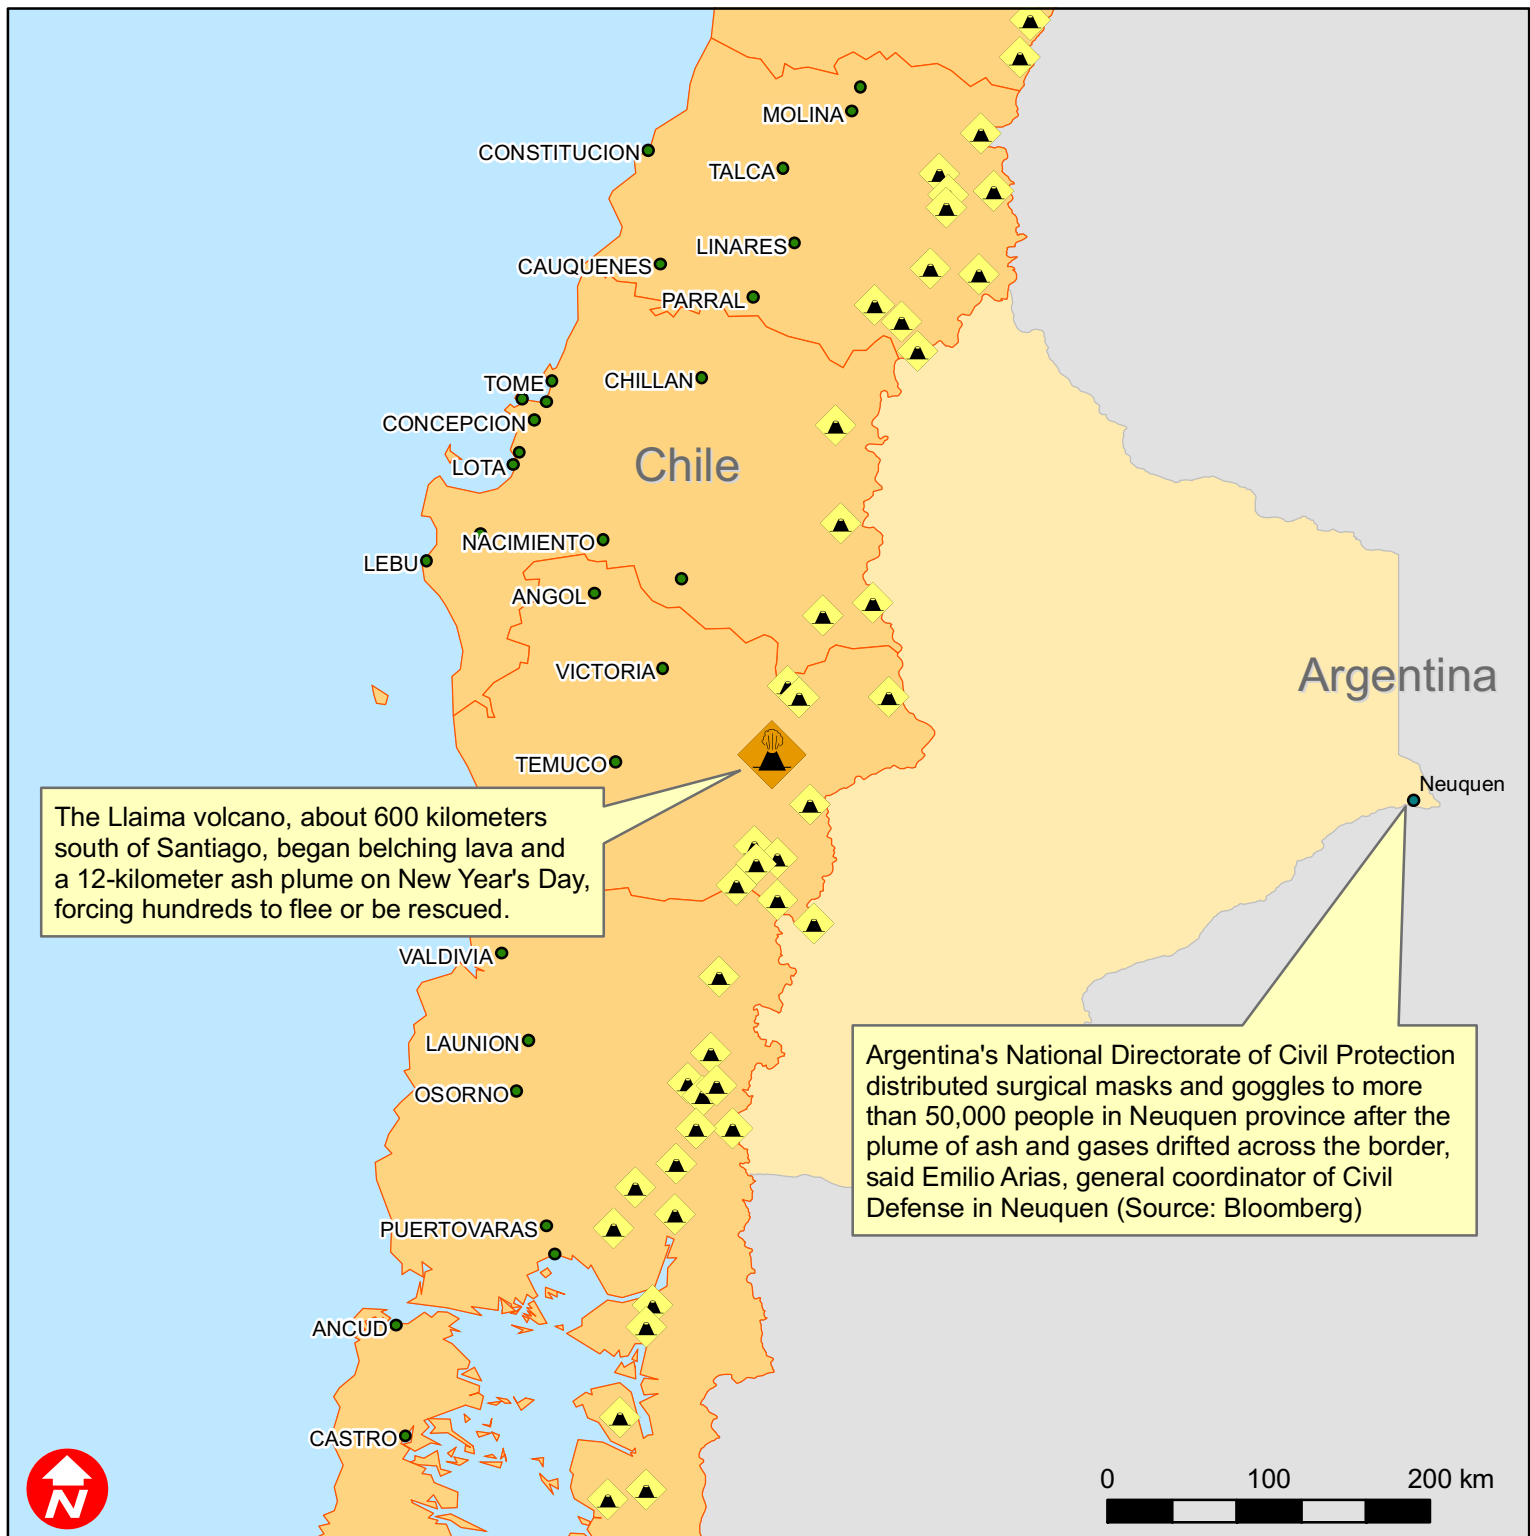 MOLINA
CONSTITUCION
TALCA
LINARES
CAUQUENES
PARRAL
TOME
CHILLAN
CONCEPCION
LOTA
Chile
NACIMIENTO
LEBU
ANGOL
VICTORIA
Argentina
TEMUCO
Neuquen
The Llaima volcano, about 600 kilometers
south of Santiago, began belching lava and
a 12-kilometer ash plume on New Year's Day,
forcing hundreds to flee or be rescued.
VALDIVIA
LAUNION
OSORNO
Argentina's National Directorate of Civil Protection
distributed surgical masks and goggles to more
than 50,000 people in Neuquen province after the
plume of ash and gases drifted across the border,
said Emilio Arias, general coordinator of Civil
Defense in Neuquen (Source: Bloomberg)
PUERTOVARAS
ANCUD
CASTRO
N
0 100 200 km